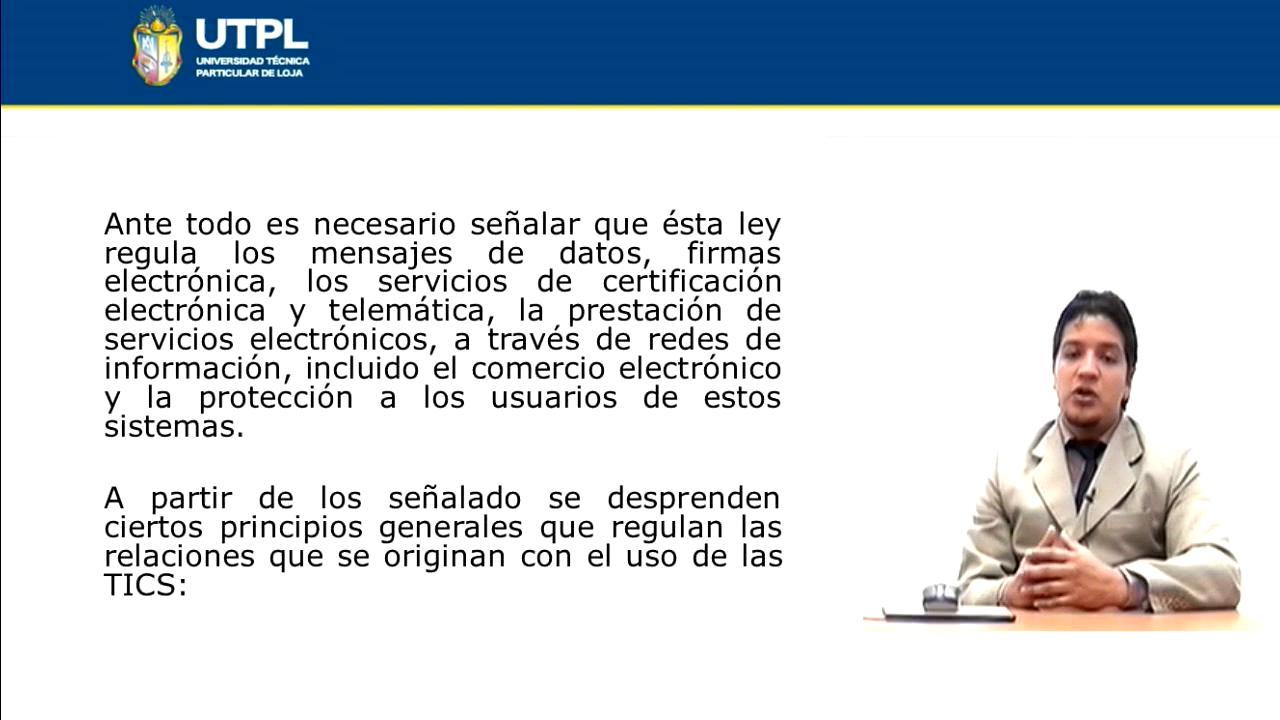 UTPL
UNIVERSIDAD TÉCNICA
PARTICULAR DE LOJA
Ante todo es necesario señalar que ésta ley
regula los mensajes de datos, firmas
electrónica, los servicios de certificación
electrónica y telemática, la prestación de
servicios electrónicos, a través de redes de
información, incluido el comercio electrónico
y la protección a los usuarios de estos
sistemas.
A partir de los señalado se desprenden
ciertos principios generales que regulan las
relaciones que se originan con el uso de las
TICS: